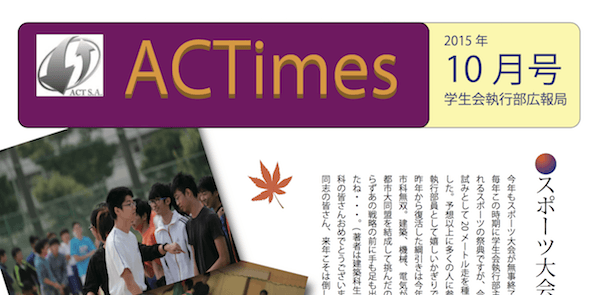 ACT S.A.
ACTimes
2015 年
10 月号
学生会執行部広報局
スポーツ大会
今年もスポーツ大会が無事終了
毎年この時期に学生会執行部主
れるスポーツの祭典ですが、今
試みとして 20 メートル走を種
した。予想以上に多くの人に参
執行部員として嬉しいかぎりで
昨年から復活した綱引きは今年
市科無双。建築、機械、電気が
都市大同盟を結成して挑んだの
らずあの戦略の前に手も足も出
たね・・・。（著者は建築科生
科の皆さんおめでとうございま
同志の皆さん、来年こそは倒し